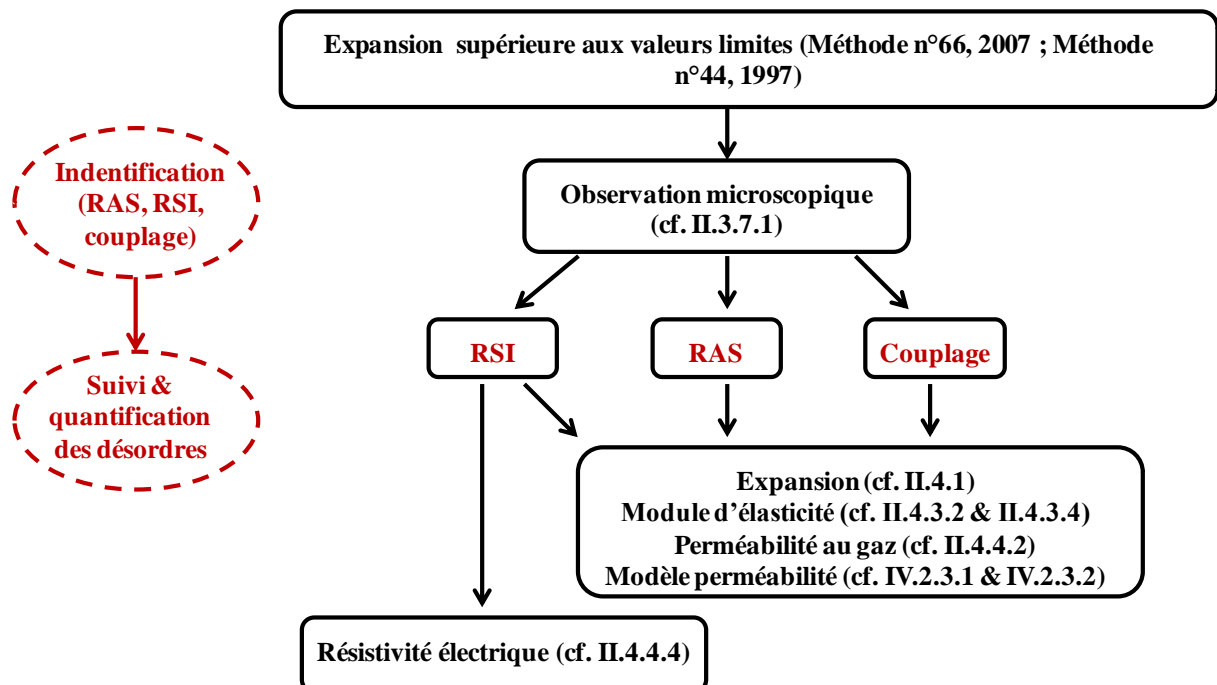 Expansion supérieure aux valeurs limites (Méthode n°66, 2007 ; Méthode
n°44, 1997)
Indentification
(RAS, RSI,
couplage)
Observation microscopique
(cf. II.3.7.1)
RSI
RAS
Couplage
Suivi &
quantification
des désordres
Expansion (cf. II.4.1)
Module d’élasticité (cf. II.4.3.2 & II.4.3.4)
Perméabilité au gaz (cf. II.4.4.2)
Modèle perméabilité (cf. IV.2.3.1 & IV.2.3.2)
Résistivité électrique (cf. II.4.4.4)